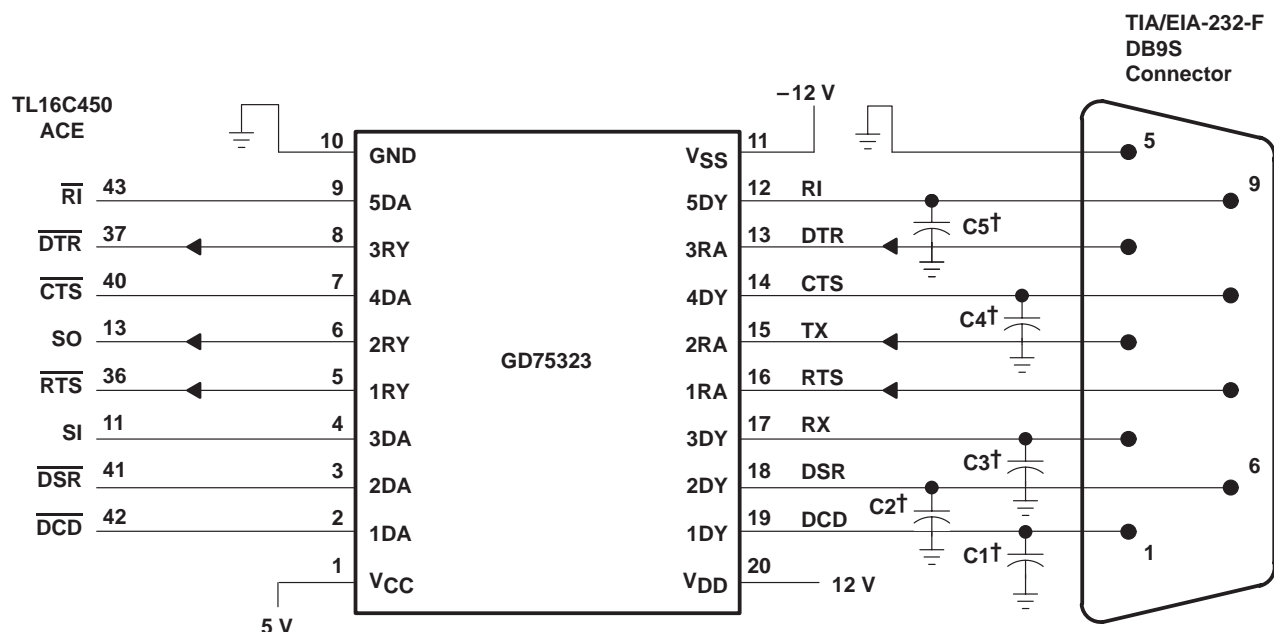 TIA/EIA-232-F
DB9S
Connector
TL16C450
ACE
–12 V
10 GND VSS 11 5
RI 43 9 5DA 5DY 12 RI 9
C5†
DTR 37 8 3RY 3RA 13 DTR
CTS 40 7 4DA 4DY 14 CTS
C4†
SO 13 6 2RY 2RA 15 TX
GD75323
RTS 36 5 1RY 1RA 16 RTS
SI 11 4 3DA 3DY 17 RX
C3†
DSR 41 3 2DA 2DY 18 DSR 6
C2†
DCD 42 2 1DA 1DY 19 DCD 1
C1†
1 VCC VDD 20 12 V
5 V